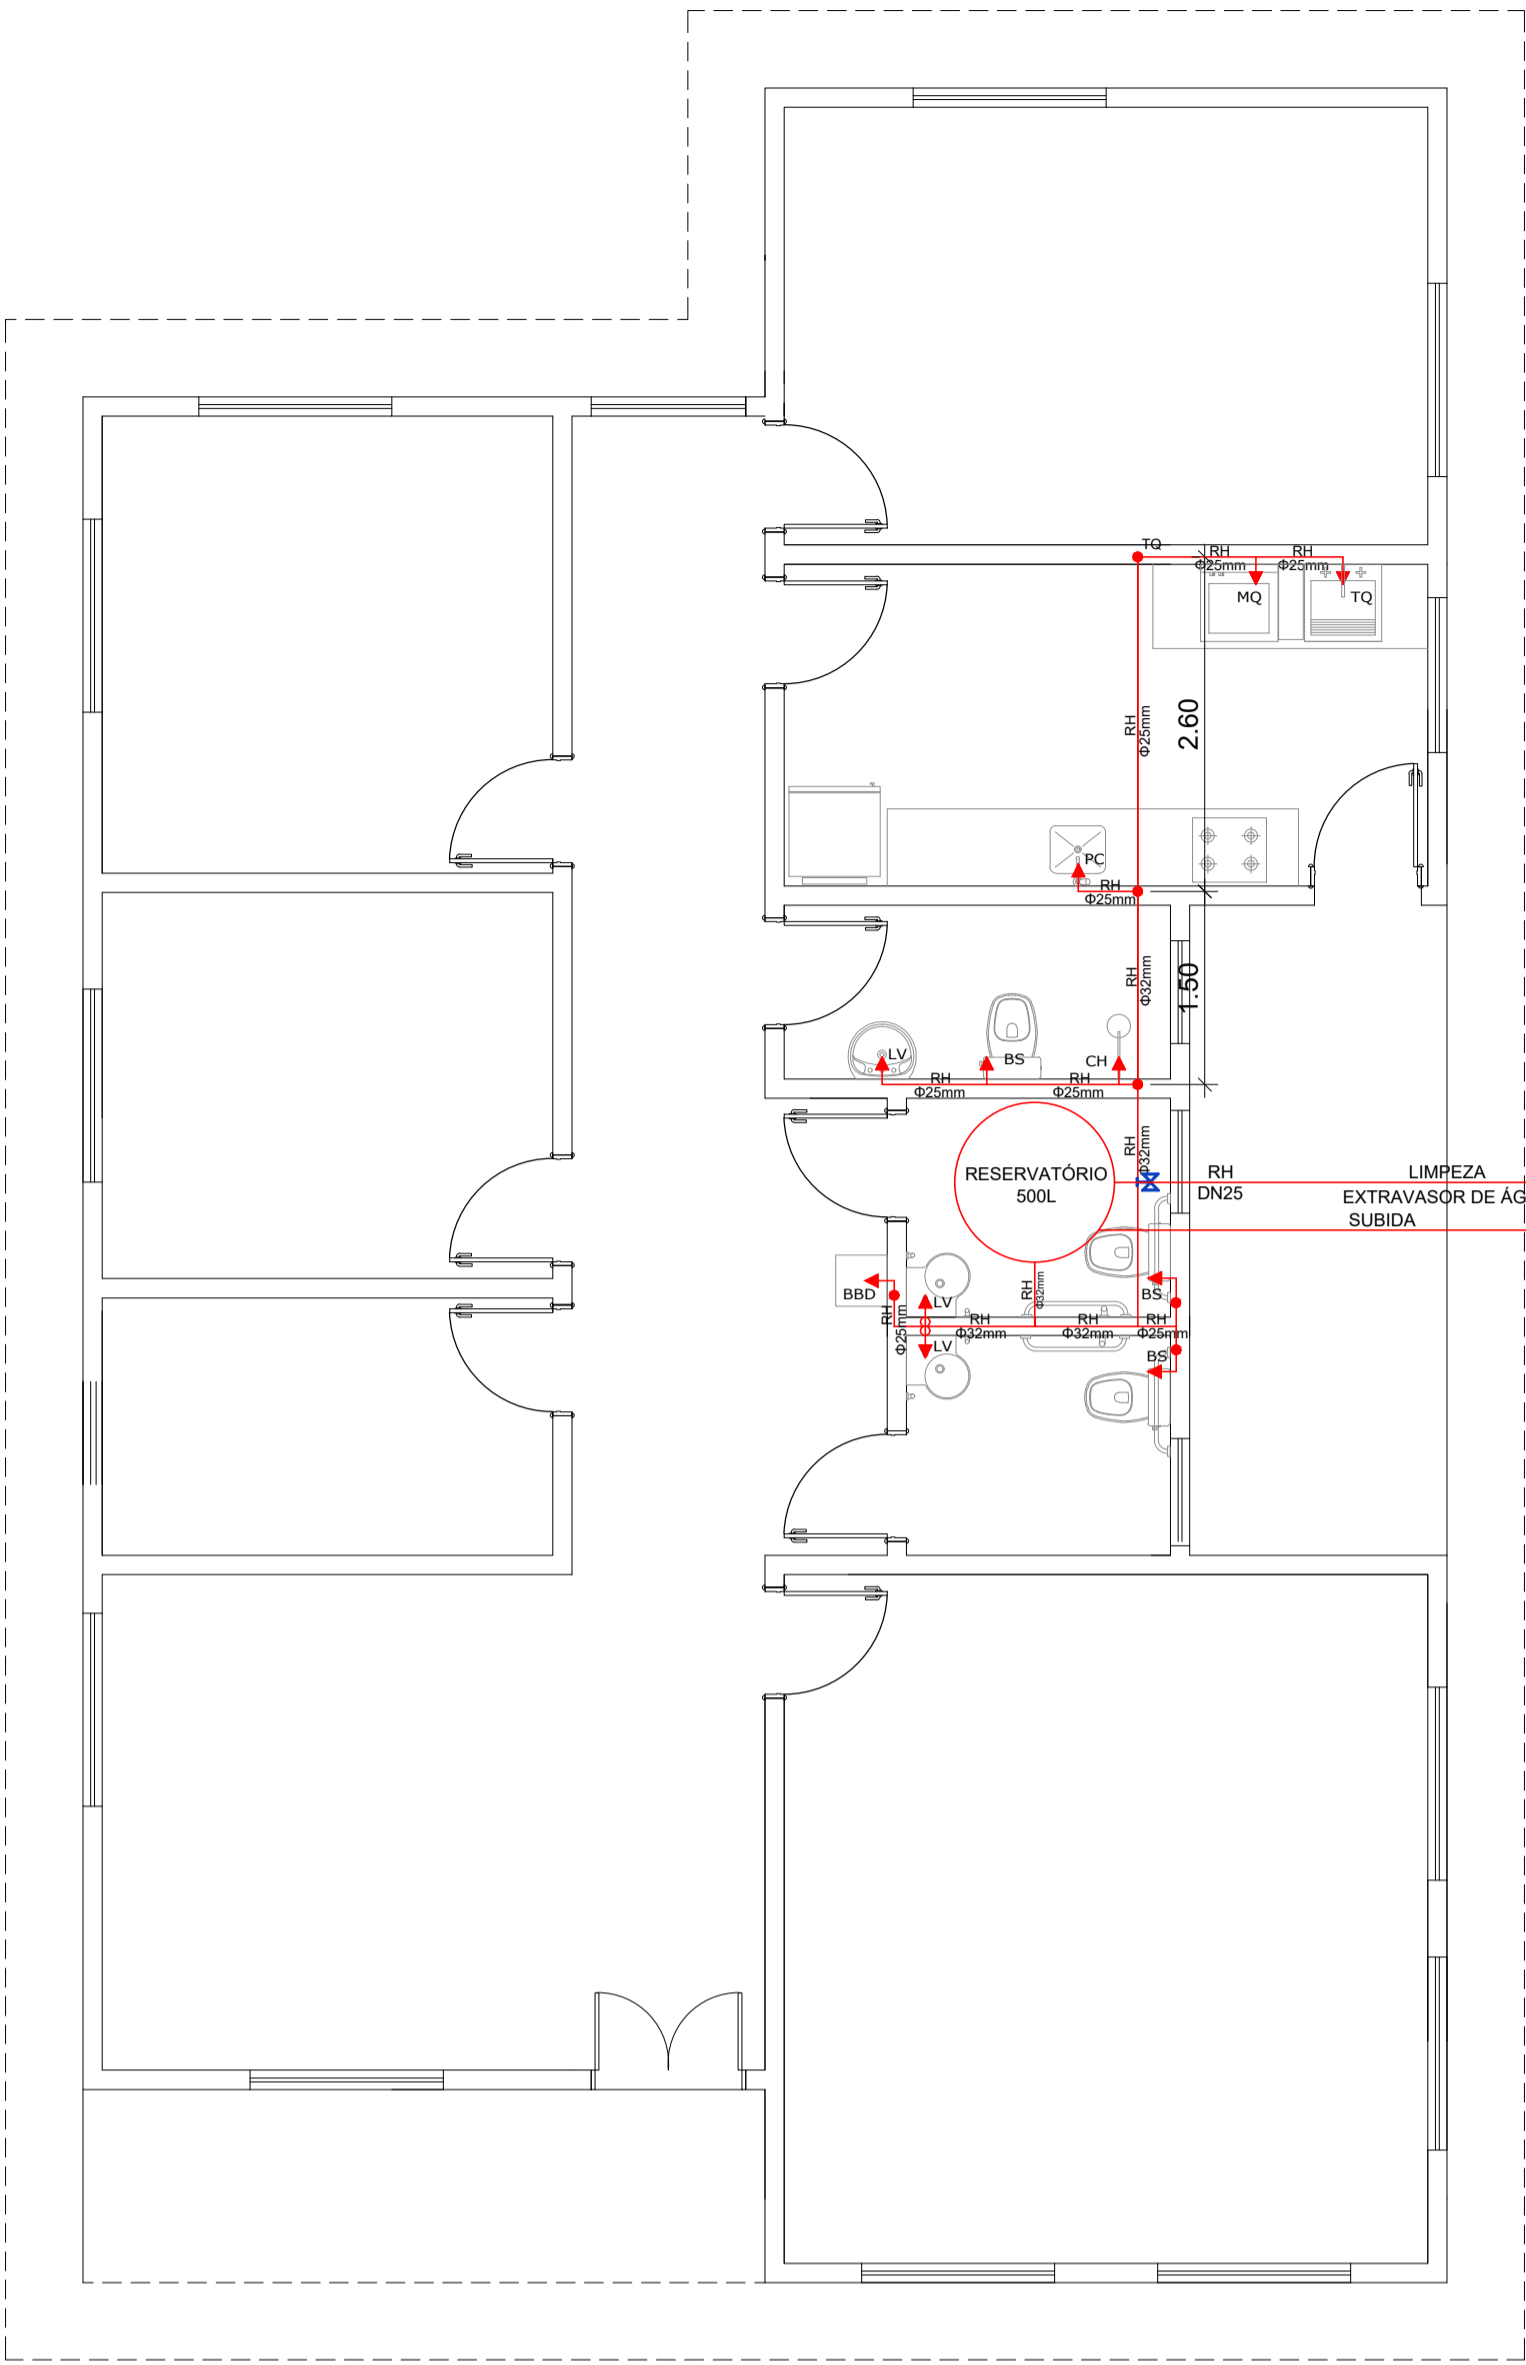 TQ
RH
Φ25mm
RH
Φ25mm
MQ
TQ
RH
Φ25mm
2.60
PC
RH
Φ25mm
RH
Φ32mm
1.50
LV
BS
CH
RH
Φ25mm
RH
Φ25mm
RH
Φ32mm
RESERVATÓRIO
500L
RH
DN25
LIMPEZA
EXTRAVASOR DE ÁG
SUBIDA
BBD
RH
Φ25mm
LV
RH
Φ32mm
BS
RH
Φ32mm
RH
Φ32mm
RH
Φ25mm
LV
BS